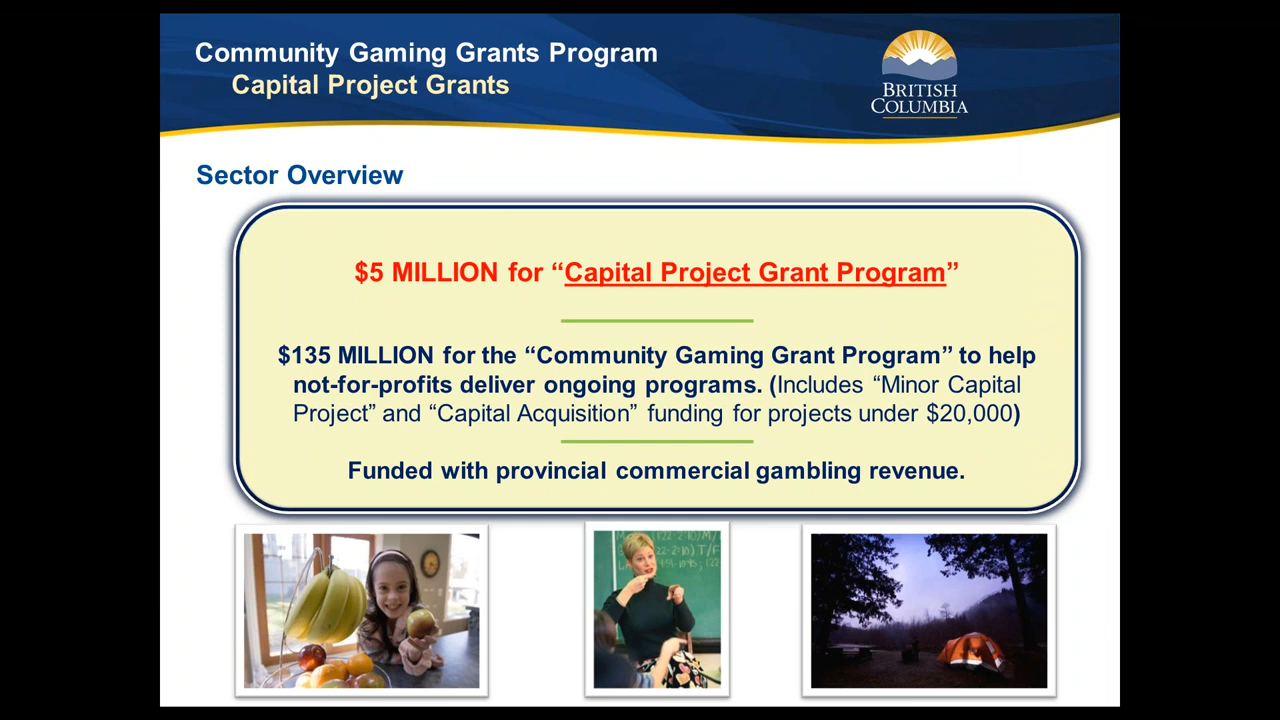 Community Gaming Grants Program
Capital Project Grants
BRITISH
COLUMBIA
Sector Overview
$5 MILLION for “Capital Project Grant Program”
$135 MILLION for the “Community Gaming Grant Program” to help
not-for-profits deliver ongoing programs. (Includes “Minor Capital
Project” and “Capital Acquisition” funding for projects under $20,000)
Funded with provincial commercial gambling revenue.